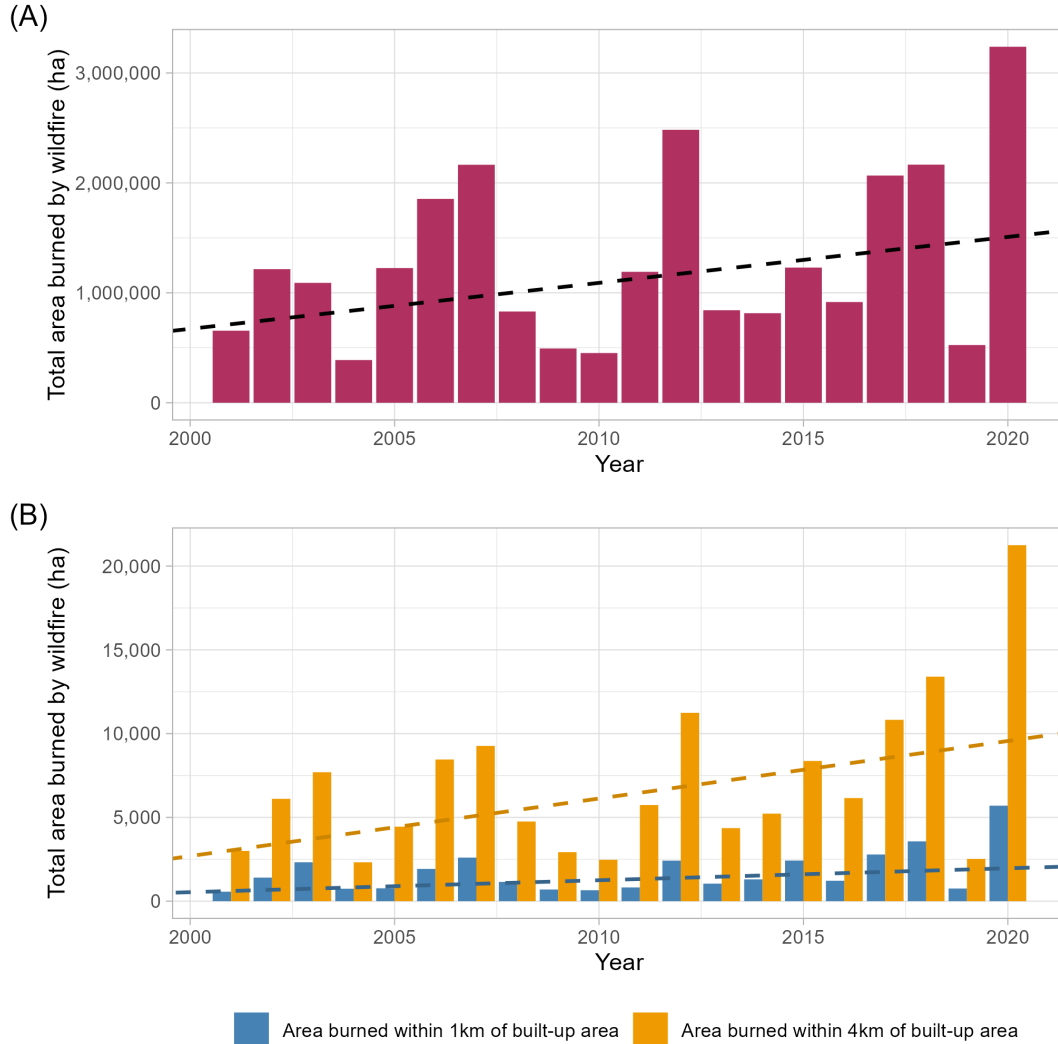 (A)
Total area burned by wildfire (ha)
3,000,000
2,000,000
1,000,000
0
2000 2005 2010 2015 2020
Year
(B)
Total area burned by wildfire (ha)
20,000
15,000
10,000
5,000
0
2000 2005 2010 2015 2020
Year
Area burned within 1km of built-up area Area burned within 4km of built-up area